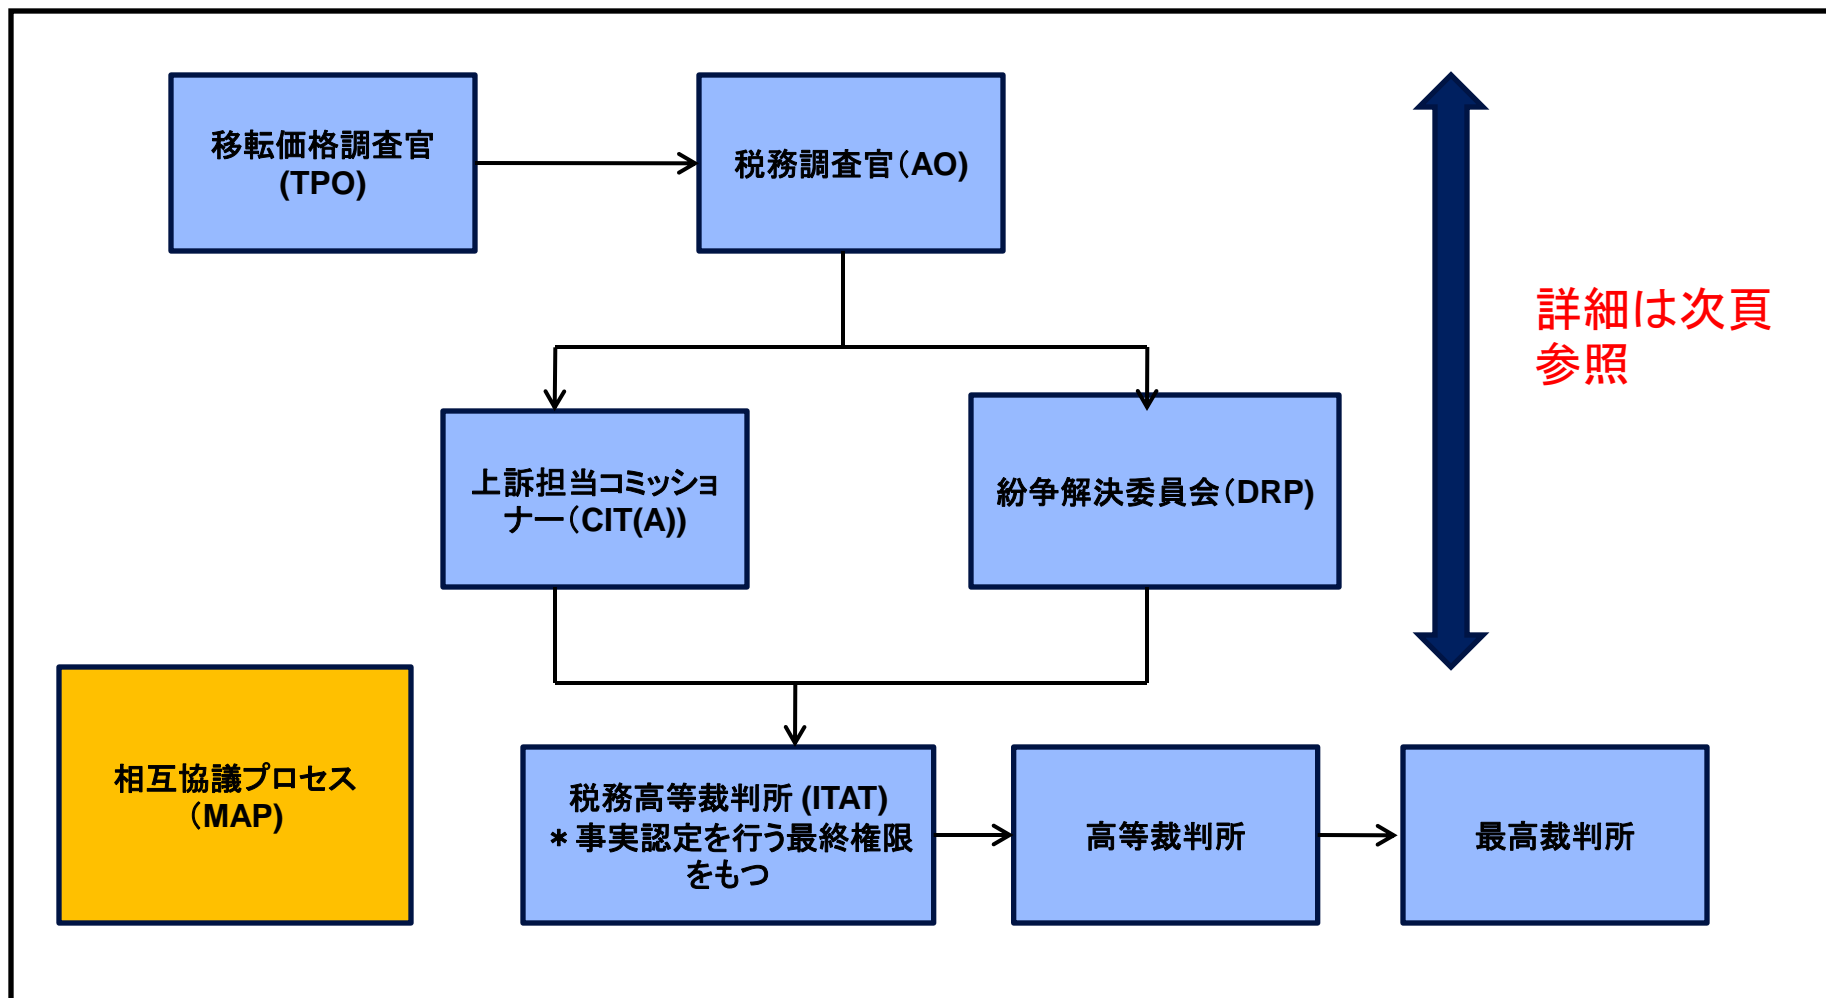 移転価格調査官
(TPO)
税務調査官（AO)
詳細は次頁
参照
上訴担当コミッショ
ナー（CIT(A))
紛争解決委員会（DRP)
相互協議プロセス
（MAP)
税務高等裁判所 (ITAT)
＊事実認定を行う最終権限
をもつ
高等裁判所
最高裁判所